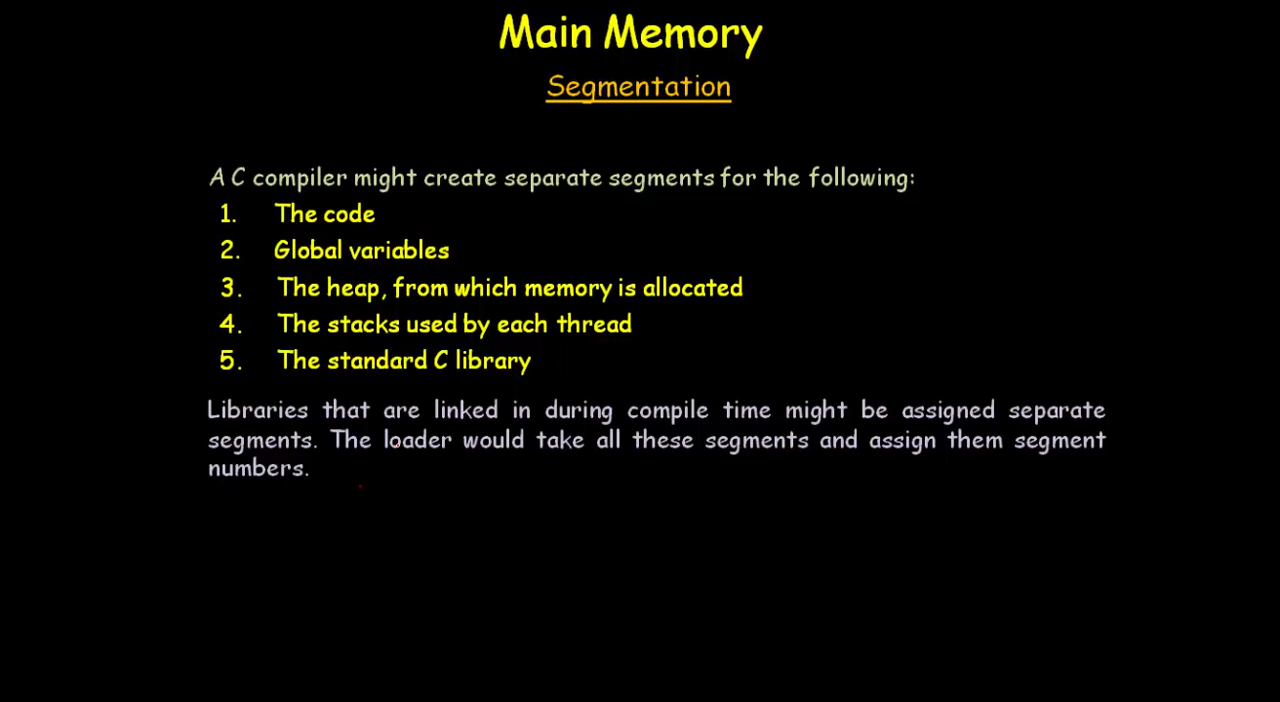 Main Memory
Segmentation
A C compiler might create separate segments for the following:
1. The code
2. Global variables
3. The heap, from which memory is allocated
4. The stacks used by each thread
5. The standard C library
Libraries that are linked in during compile time might be assigned separate
segments. The loader would take all these segments and assign them segment
numbers.